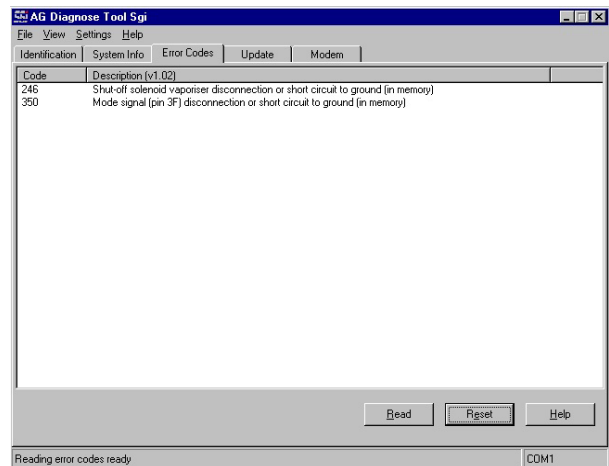 AG Diagnose Tool Sgi
File View Settings Help
Identification System Info Error Codes Update Modem
Code Description (v1.02)
246 Shut-off solenoid vaporiser disconnection or short circuit to ground (in memory)
350 Mode signal (pin 3F) disconnection or short circuit to ground (in memory)
Read Reset Help
Reading error codes ready COM1